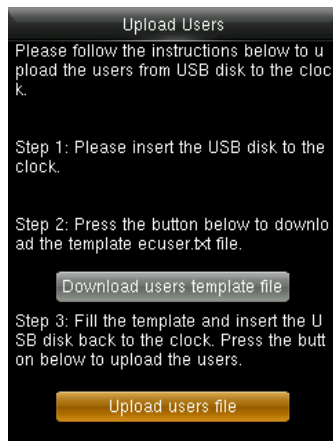 Upload Users
Please follow the instructions below to u
pload the users from USB disk to the cloc
k.
Step 1: Please insert the USB disk to the
clock.
Step 2: Press the button below to downlo
ad the template ecuser.txt file.
Download users template file
Step 3: Fill the template and insert the U
SB disk back to the clock. Press the butt
on below to upload the users.
Upload users file